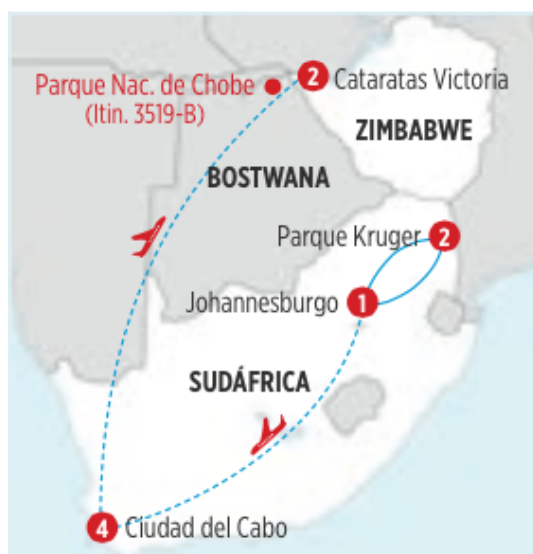 Parque Nac. de Chobe
(Itin. 3519-B)
2 Cataratas Victoria
ZIMBABWE
BOSTWANA
Parque Kruger 2
Johannesburgo 1
SUDÁFRICA
4 Ciudad del Cabo